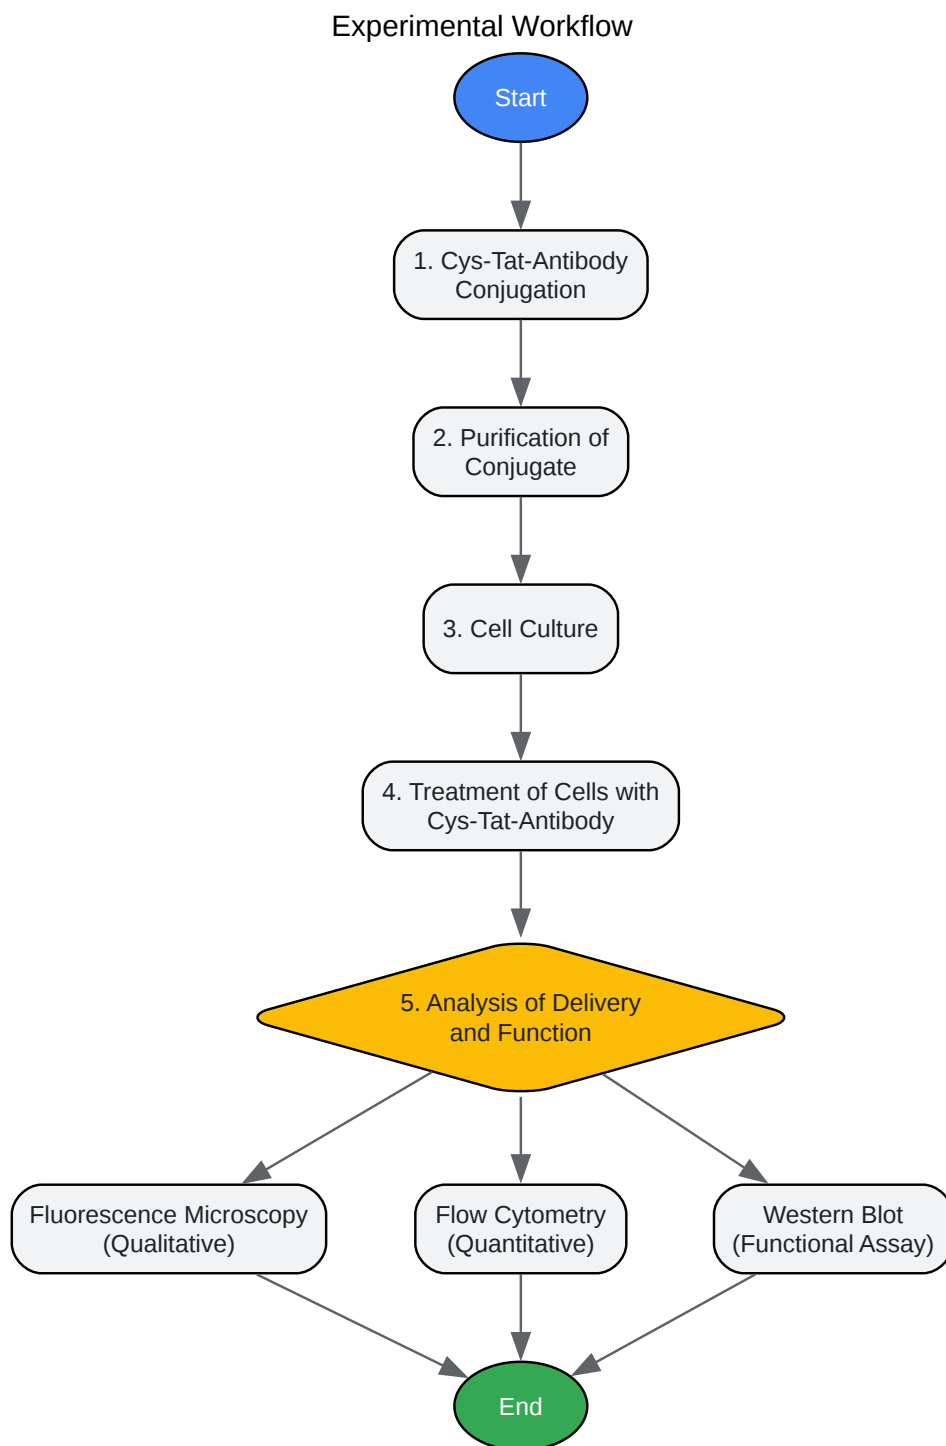 Experimental Workflow
Start
1. Cys-Tat-Antibody
Conjugation
2. Purification of
Conjugate
3. Cell Culture
4. Treatment of Cells with
Cys-Tat-Antibody
5. Analysis of Delivery
and Function
Fluorescence Microscopy
(Qualitative)
Flow Cytometry
(Quantitative)
Western Blot
(Functional Assay)
End